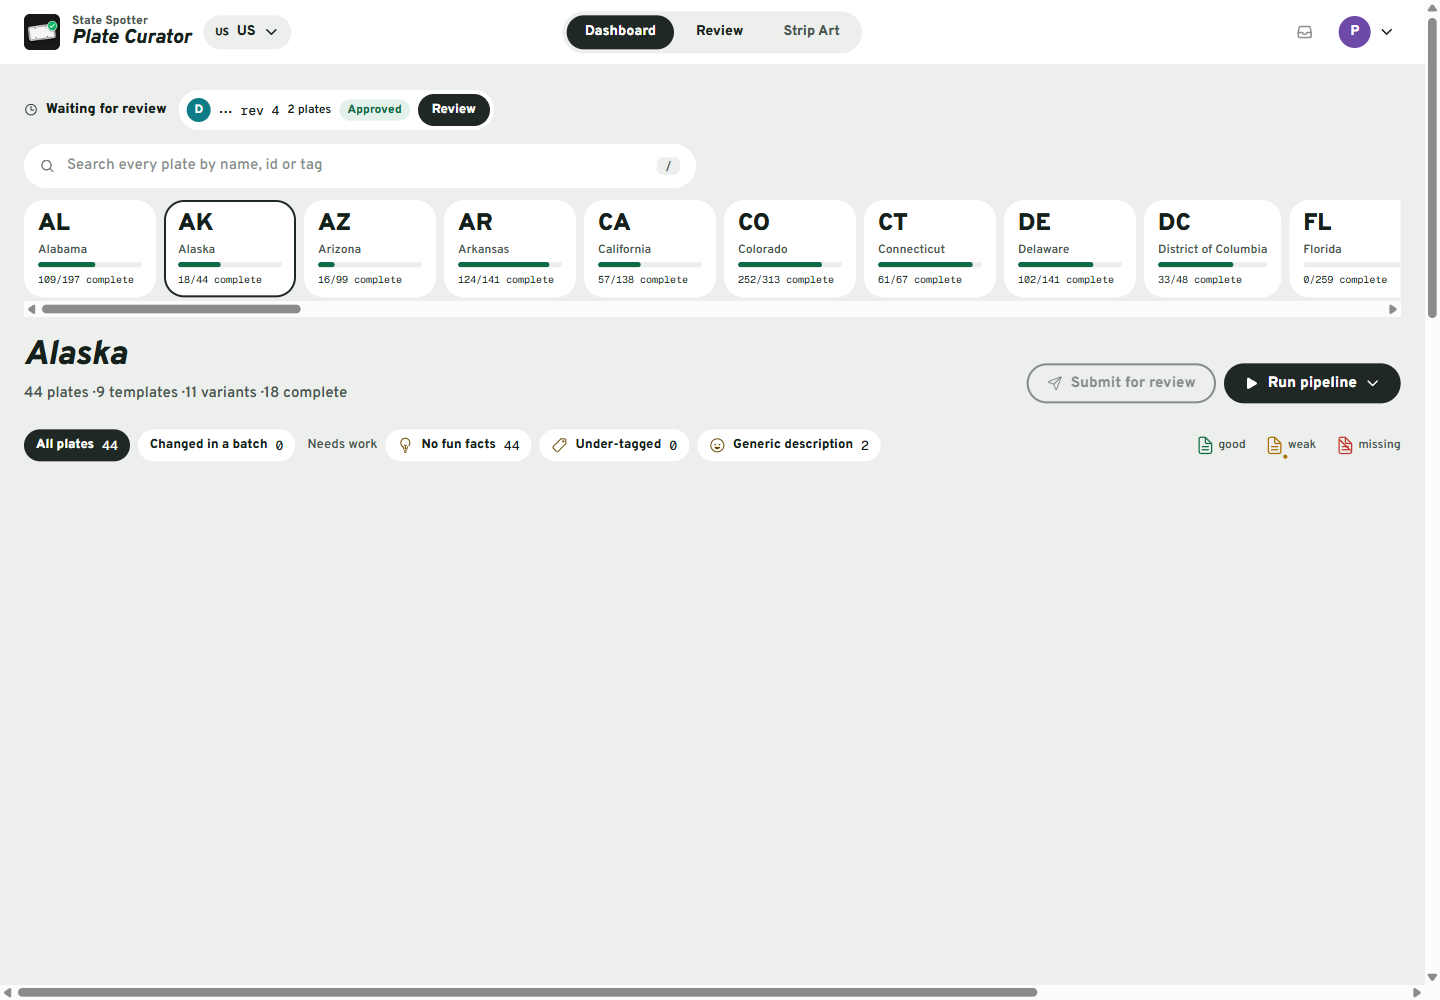 State Spotter
Plate Curator
US US
Dashboard
Review
Strip Art
P
Waiting for review
D ... rev 4 2 plates Approved Review
Search every plate by name, id or tag /
AL
Alabama
109/197 complete
AK
Alaska
18/44 complete
AZ
Arizona
16/99 complete
AR
Arkansas
124/141 complete
CA
California
57/138 complete
CO
Colorado
252/313 complete
CT
Connecticut
61/67 complete
DE
Delaware
102/141 complete
DC
District of Columbia
33/48 complete
FL
Florida
0/259 complete
Alaska
44 plates ·9 templates ·11 variants ·18 complete
Submit for review
Run pipeline
All plates 44
Changed in a batch 0
Needs work
No fun facts 44
Under-tagged 0
Generic description 2
good
weak
missing